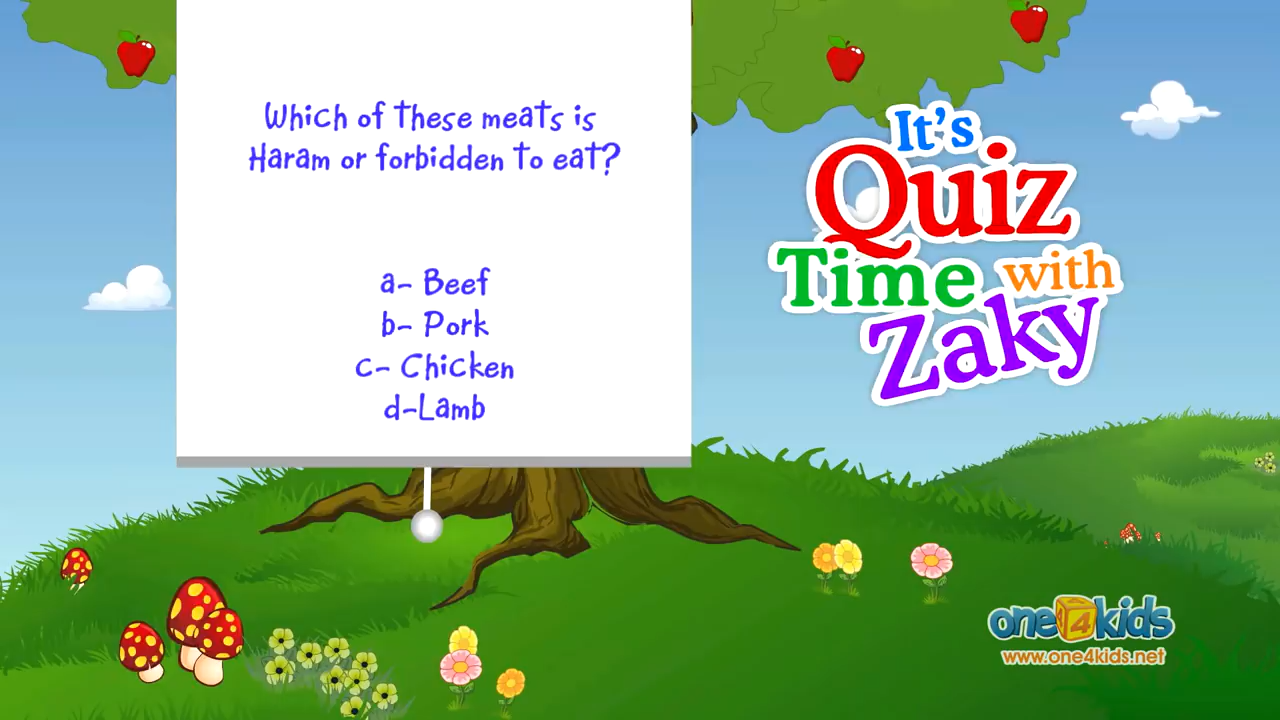 Which of these meats is
Haram or forbidden to eat?
a- Beef
b- Pork
c- Chicken
d-Lamb
It's
Quiz
Time with
Zaky
one4kids
www.one4kids.net